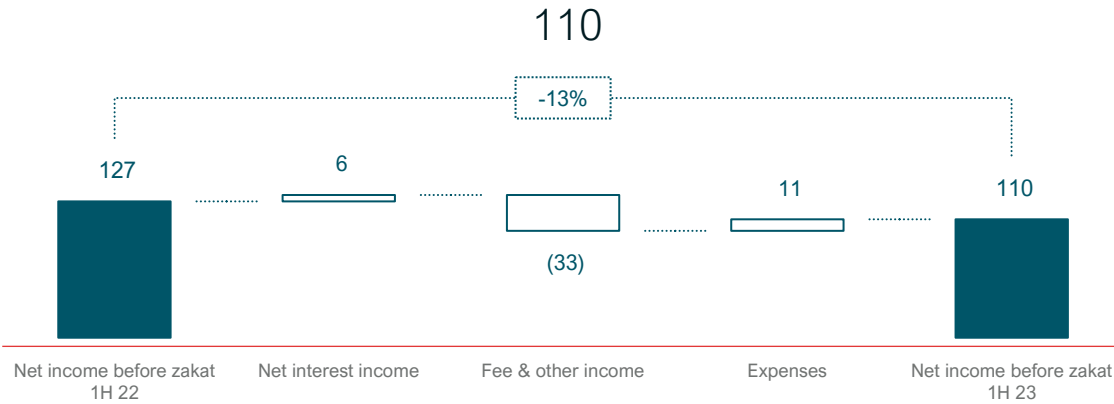 110
-13%
127
6
(33)
11
110
Net income before zakat
1H 22
Net interest income
Fee & other income
Expenses
Net income before zakat
1H 23